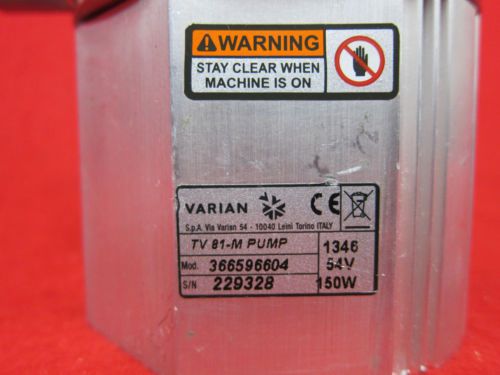 WARNING
STAY CLEAR WHEN
MACHINE IS ON
VARIAN CE
S.p.A. Via Varian 54 - 10040 Leinì Torino ITALY
TV 81-M PUMP 1346
Mod. 366596604 54V
S/N 229328 150W